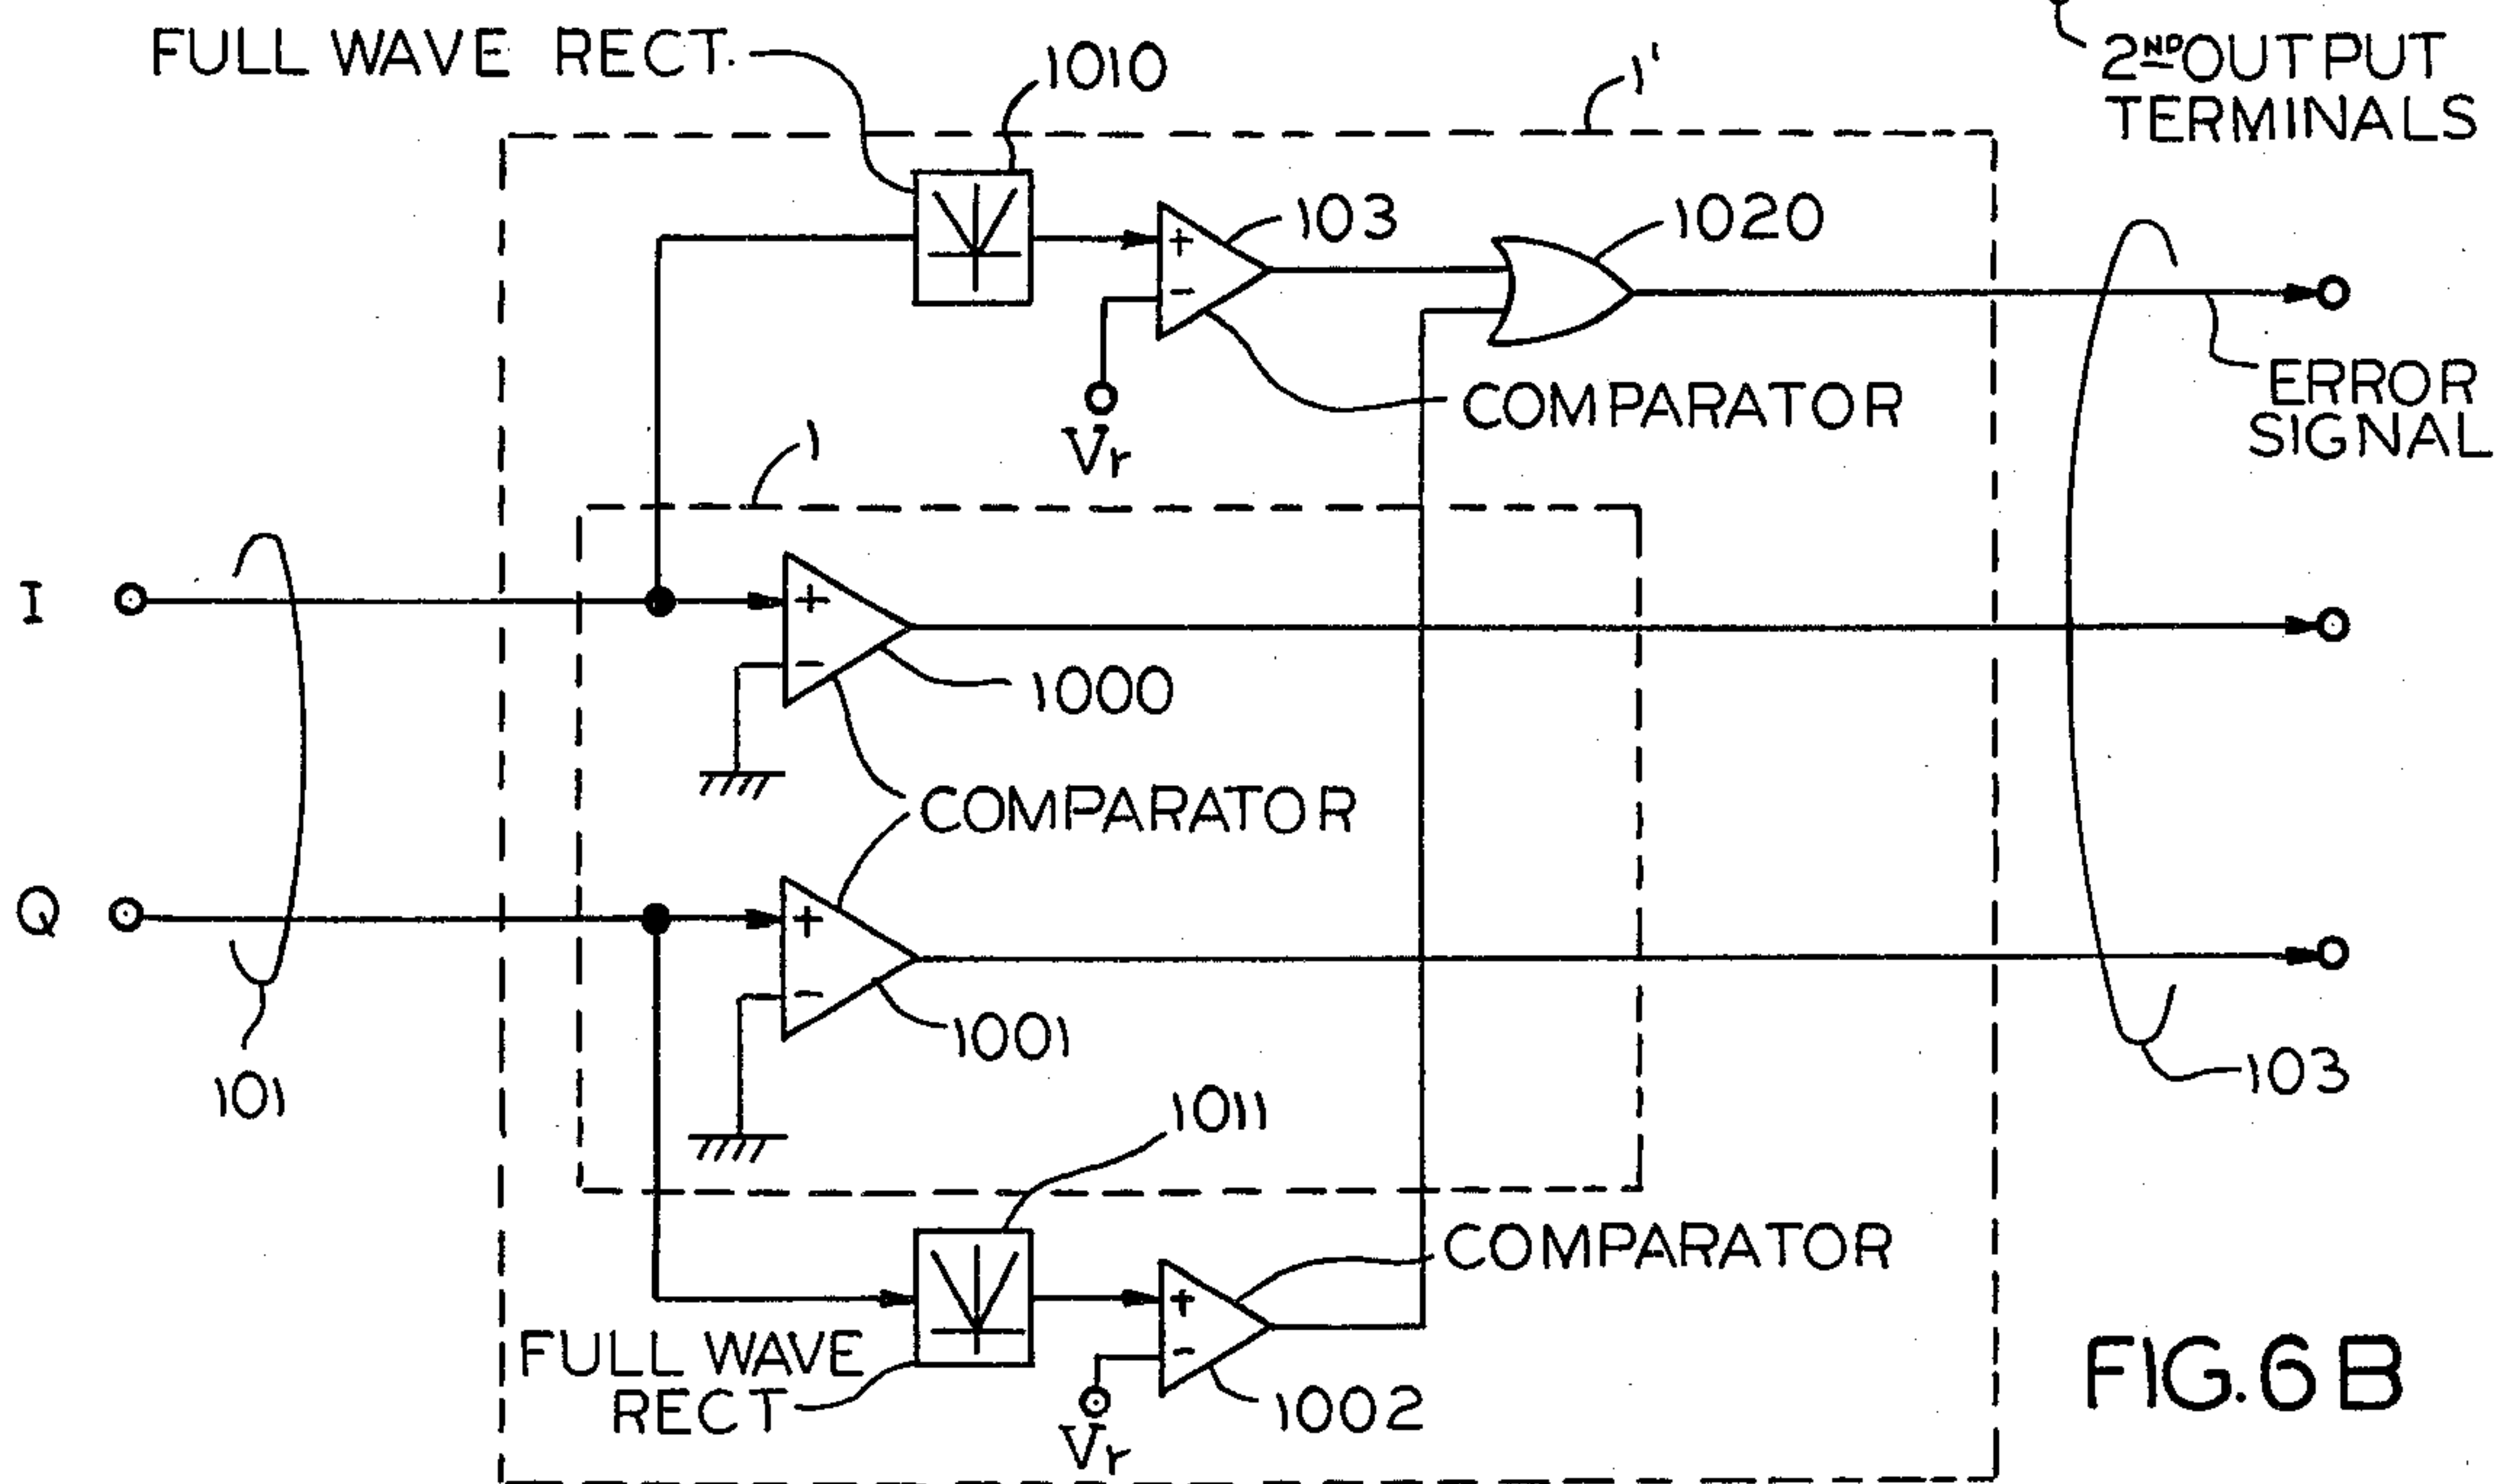 FULL WAVE RECT.
1010
1'
2ND OUTPUT
TERMINALS
103
1020
+
-
COMPARATOR
Vr
ERROR
SIGNAL
1
I
+
-
1000
COMPARATOR
Q
+
-
1001
101
103
1011
COMPARATOR
+
-
FULL WAVE
RECT
1002
Vr
FIG. 6 B